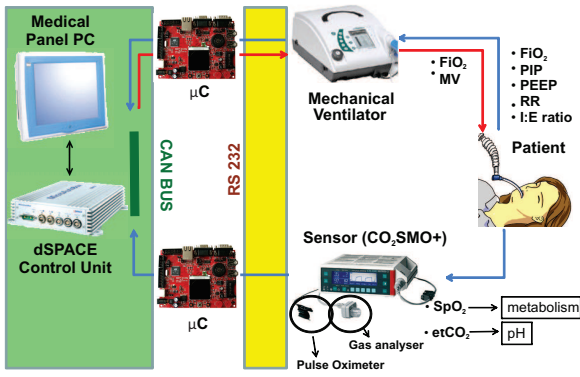 Medical
Panel PC
μC
CAN BUS
RS 232
Mechanical
Ventilator
• FiO₂
• MV
• FiO₂
• PIP
• PEEP
• RR
• I:E ratio
Patient
dSPACE
Control Unit
μC
Sensor (CO₂SMO+)
• SpO₂
metabolism
• etCO₂
pH
Gas analyser
Pulse Oximeter